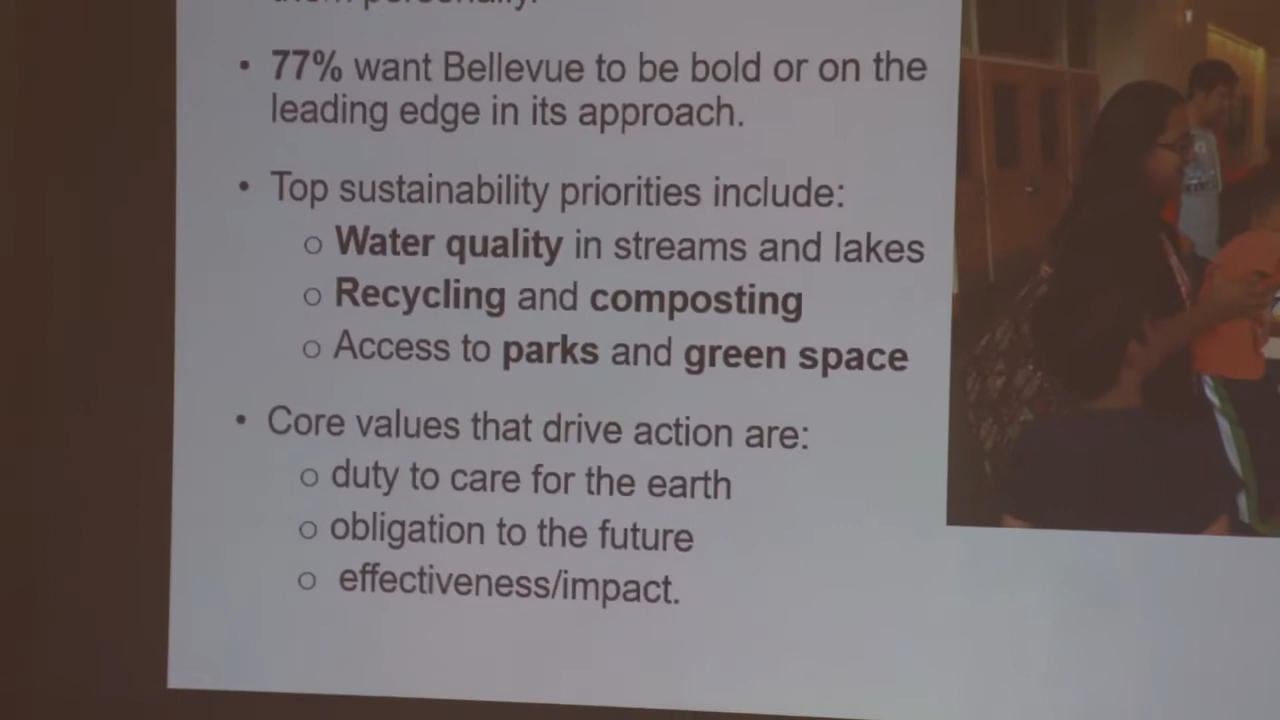 them personally.
• 77% want Bellevue to be bold or on the
leading edge in its approach.
• Top sustainability priorities include:
o Water quality in streams and lakes
o Recycling and composting
o Access to parks and green space
• Core values that drive action are:
o duty to care for the earth
o obligation to the future
o effectiveness/impact.